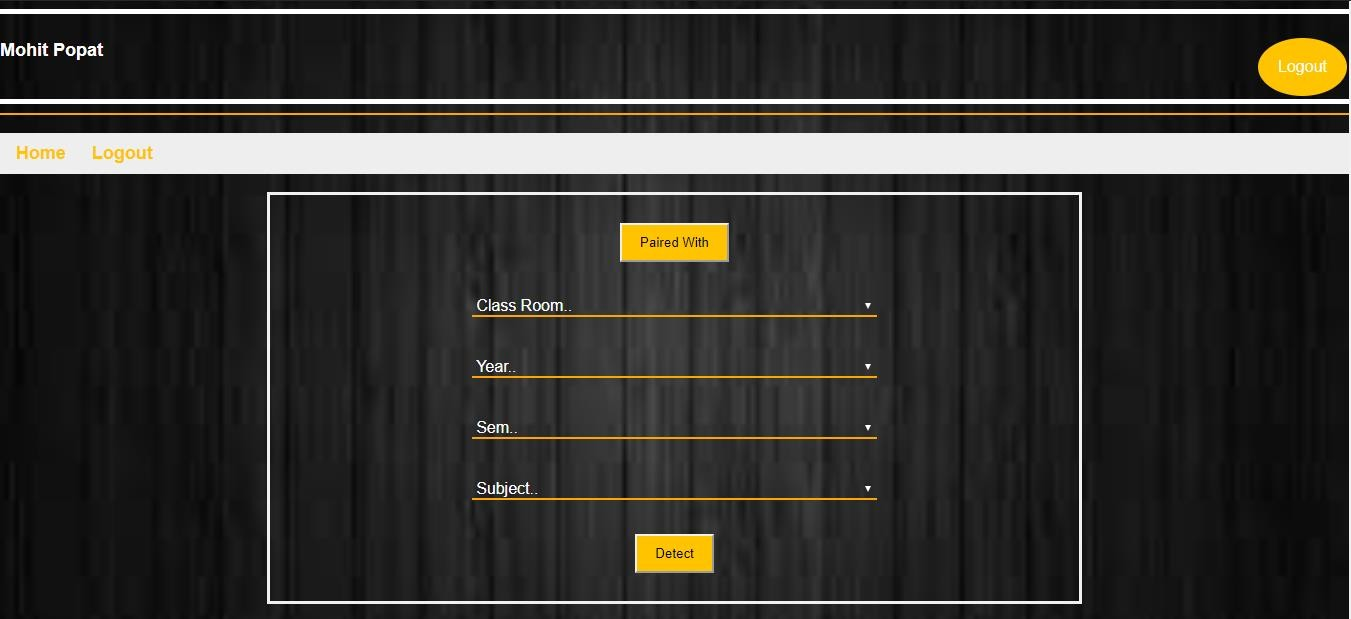 Mohit Popat
Logout
Home Logout
Paired With
Class Room..
Year..
Sem..
Subject..
Detect